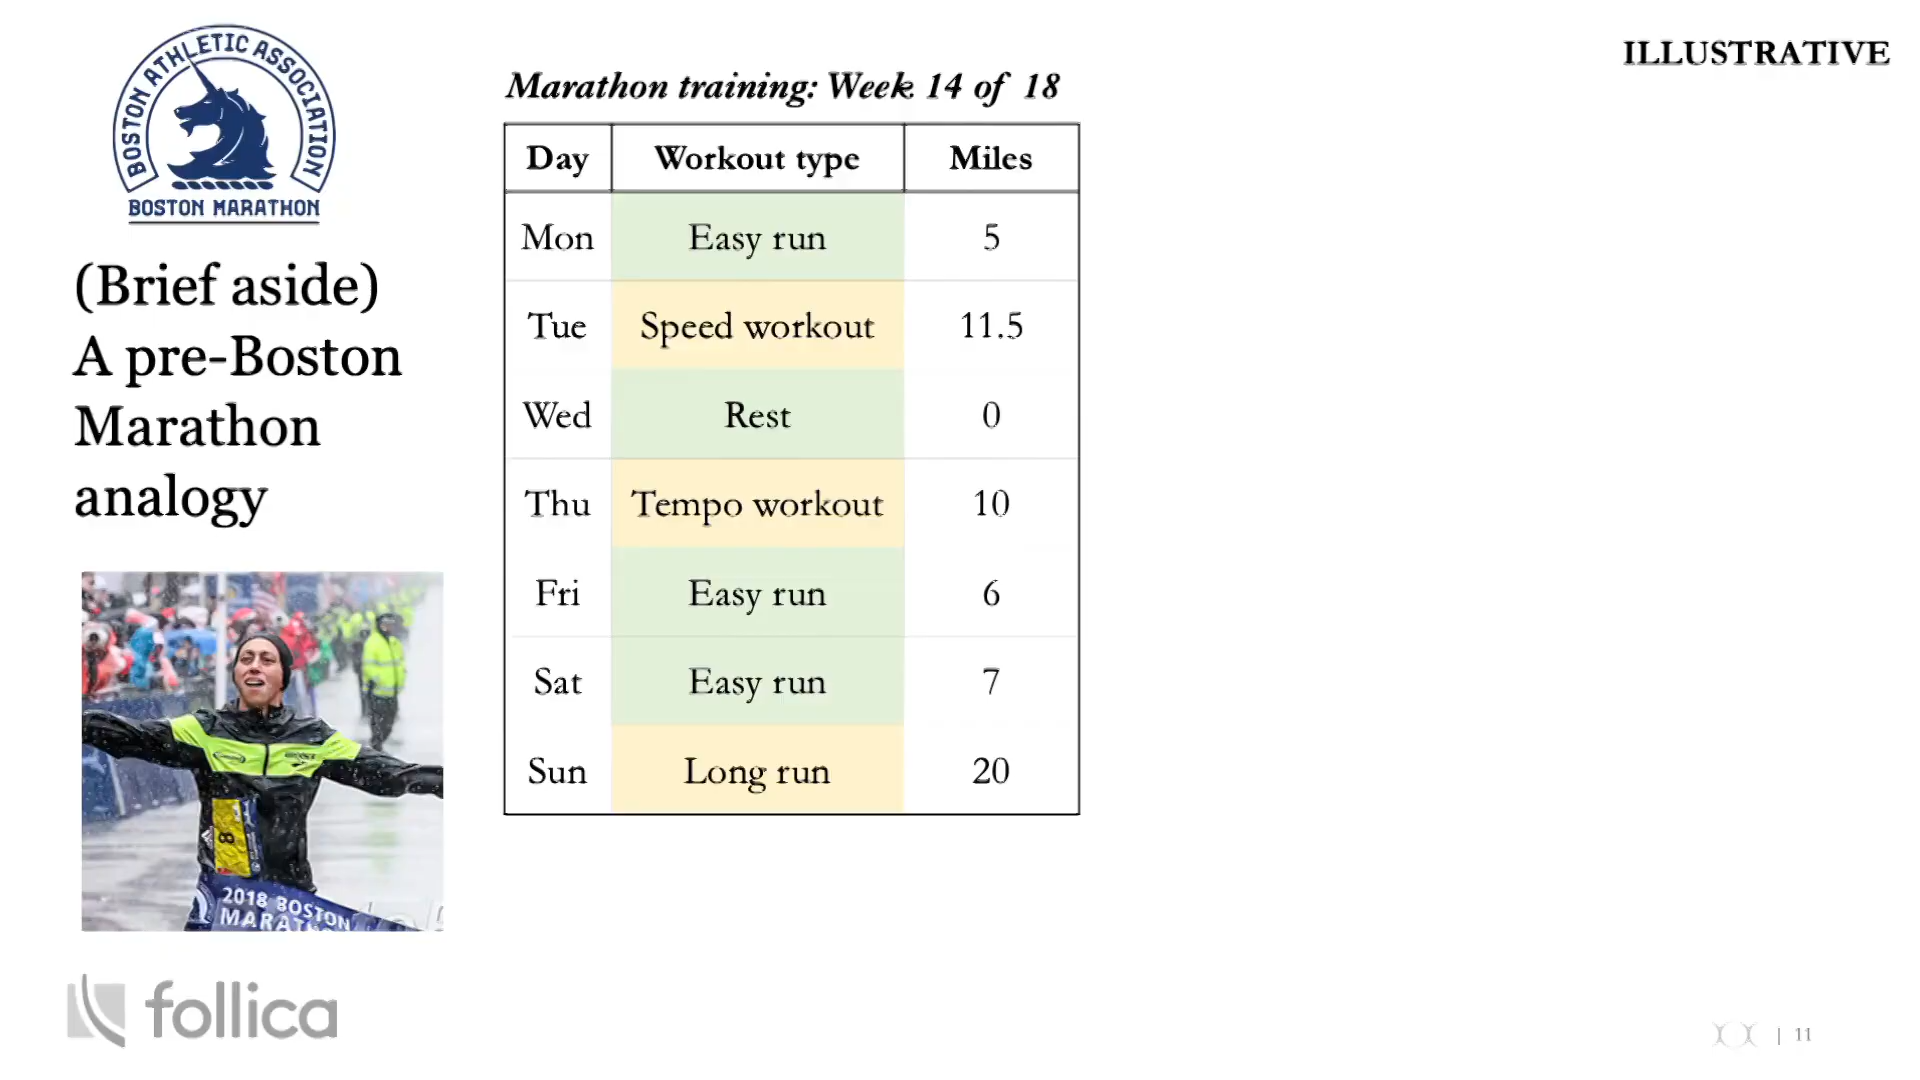 BOSTON ATHLETIC ASSOCIATION
BOSTON MARATHON
(Brief aside)
A pre-Boston
Marathon
analogy
8
2018 BOSTON
MARATHON
follica
ILLUSTRATIVE
Marathon training: Week 14 of 18
Day Workout type Miles
Mon Easy run 5
Tue Speed workout 11.5
Wed Rest 0
Thu Tempo workout 10
Fri Easy run 6
Sat Easy run 7
Sun Long run 20
| 11